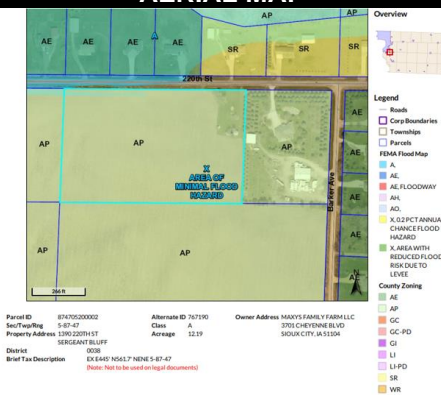 AERIAL MAP
AP
AP
AE
AE
AE
AE
A
SR
SR
SR
220th St
AP
AP
AE
AE
X
AREA OF
MINIMAL FLOOD
HAZARD
Barker Ave
AE
AP
AP
AE
N
266 ft
Overview
Legend
Roads
Corp Boundaries
Townships
Parcels
FEMA Flood Map
A,
AE,
AE, FLOODWAY
AH,
AO,
X, 0.2 PCT ANNUA
CHANCE FLOOD
HAZARD
X, AREA WITH
REDUCED FLOOD
RISK DUE TO
LEVEE
County Zoning
AE
AP
GC
GC-PD
GI
LI
LI-PD
SR
WR
Parcel ID 874705200002 Alternate ID 767190 Owner Address MAXYS FAMILY FARM LLC
Sec/Twp/Rng 5-87-47 Class A 3701 CHEYENNE BLVD
Property Address 1390 220TH ST Acreage 12.19 SIOUX CITY, IA 51104
SERGEANT BLUFF
District 0038
Brief Tax Description EX E445' N561.7' NENE 5-87-47
(Note: Not to be used on legal documents)